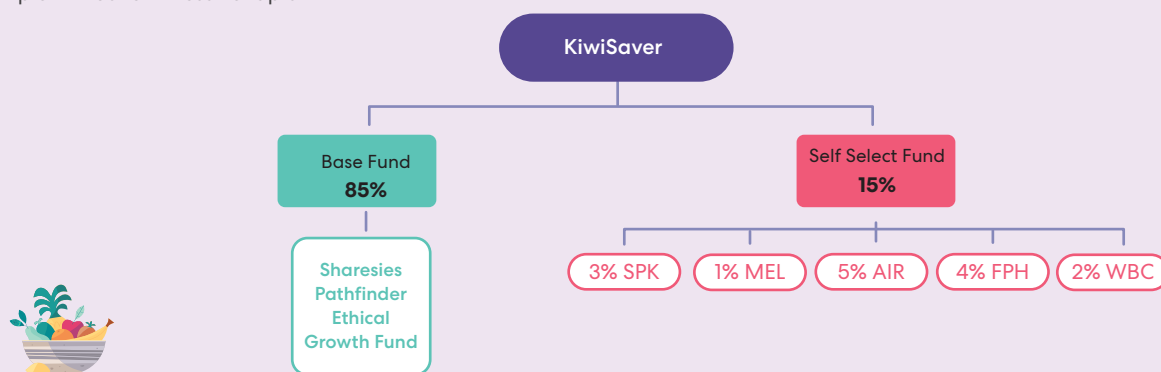 KiwiSaver
Base Fund
85%
Self Select Fund
15%
Sharesies
Pathfinder
Ethical
Growth Fund
3% SPK
1% MEL
5% AIR
4% FPH
2% WBC